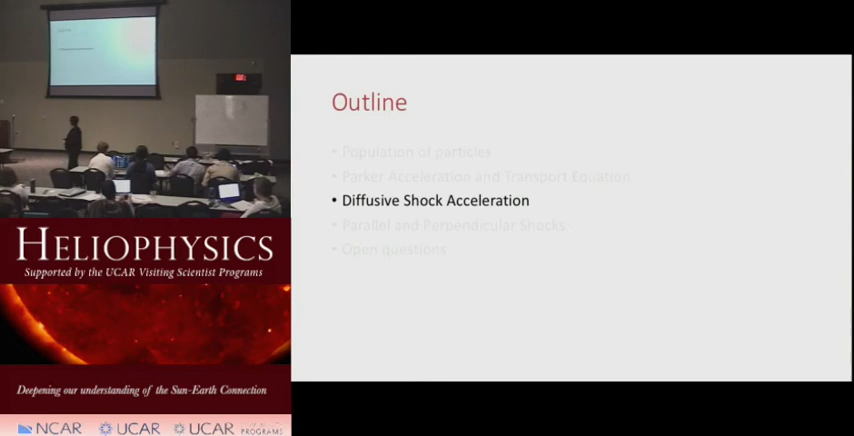 Outline
• Population of particles
• Parker Acceleration and Transport Equation
• Diffusive Shock Acceleration
• Parallel and Perpendicular Shocks
• Open questions
HELIOPHYSICS
Supported by the UCAR Visiting Scientist Programs
Deepening our understanding of the Sun-Earth Connection
NCAR UCAR UCAR PROGRAMS